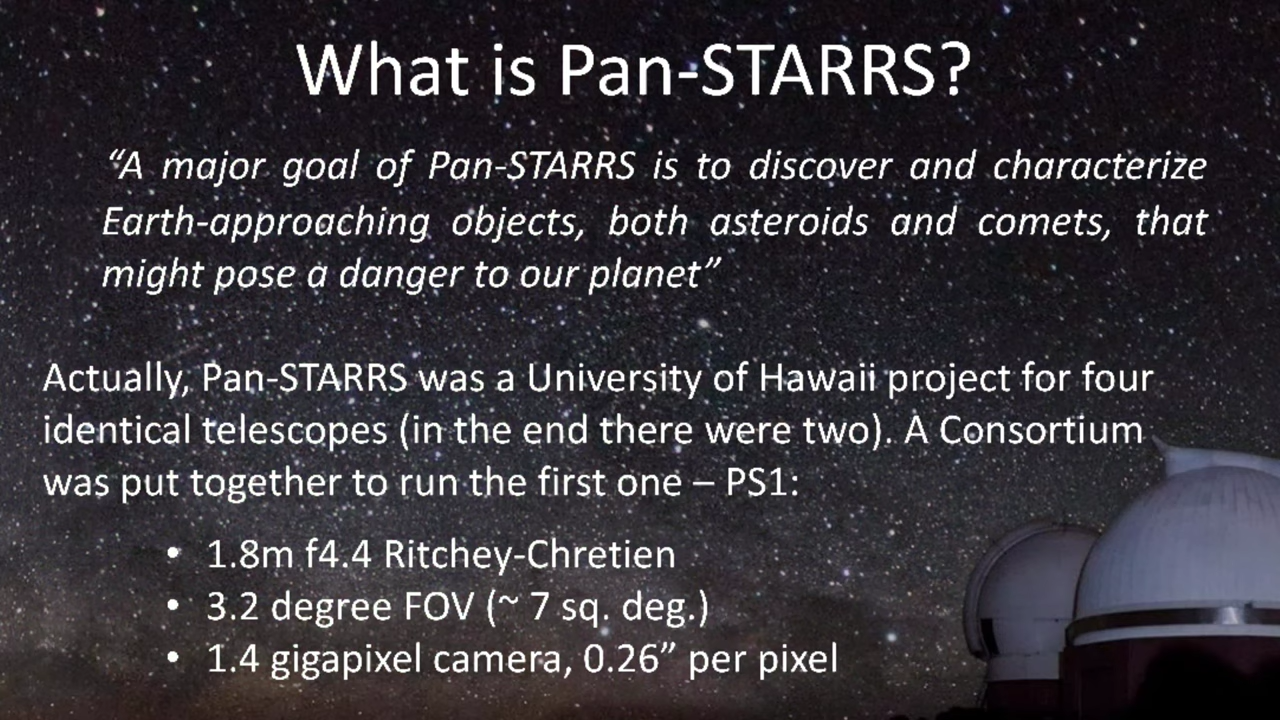 What is Pan-STARRS?
“A major goal of Pan-STARRS is to discover and characterize
Earth-approaching objects, both asteroids and comets, that
might pose a danger to our planet”
Actually, Pan-STARRS was a University of Hawaii project for four
identical telescopes (in the end there were two). A Consortium
was put together to run the first one – PS1:
• 1.8m f4.4 Ritchey-Chretien
• 3.2 degree FOV (~ 7 sq. deg.)
• 1.4 gigapixel camera, 0.26” per pixel